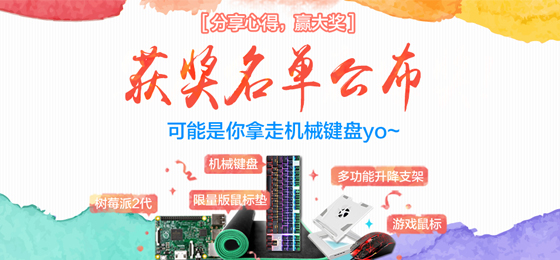 [分享心得，赢大奖]
获奖名单公布
可能是你拿走机械键盘yo~
机械键盘
多功能升降支架
树莓派2代
限量版鼠标垫
游戏鼠标